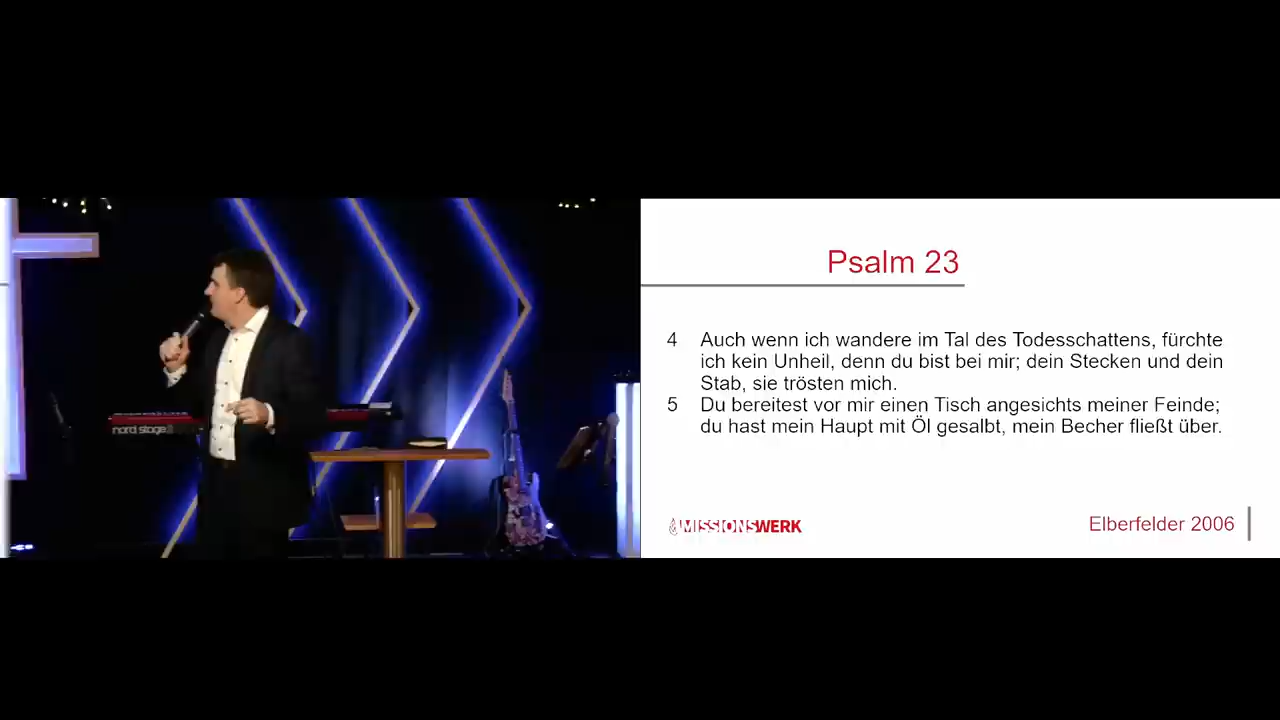 nord stage 3
Psalm 23
4 Auch wenn ich wandere im Tal des Todesschattens, fürchte
ich kein Unheil, denn du bist bei mir; dein Stecken und dein
Stab, sie trösten mich.
5 Du bereitest vor mir einen Tisch angesichts meiner Feinde;
du hast mein Haupt mit Öl gesalbt, mein Becher fließt über.
MISSIONSWERK
Elberfelder 2006